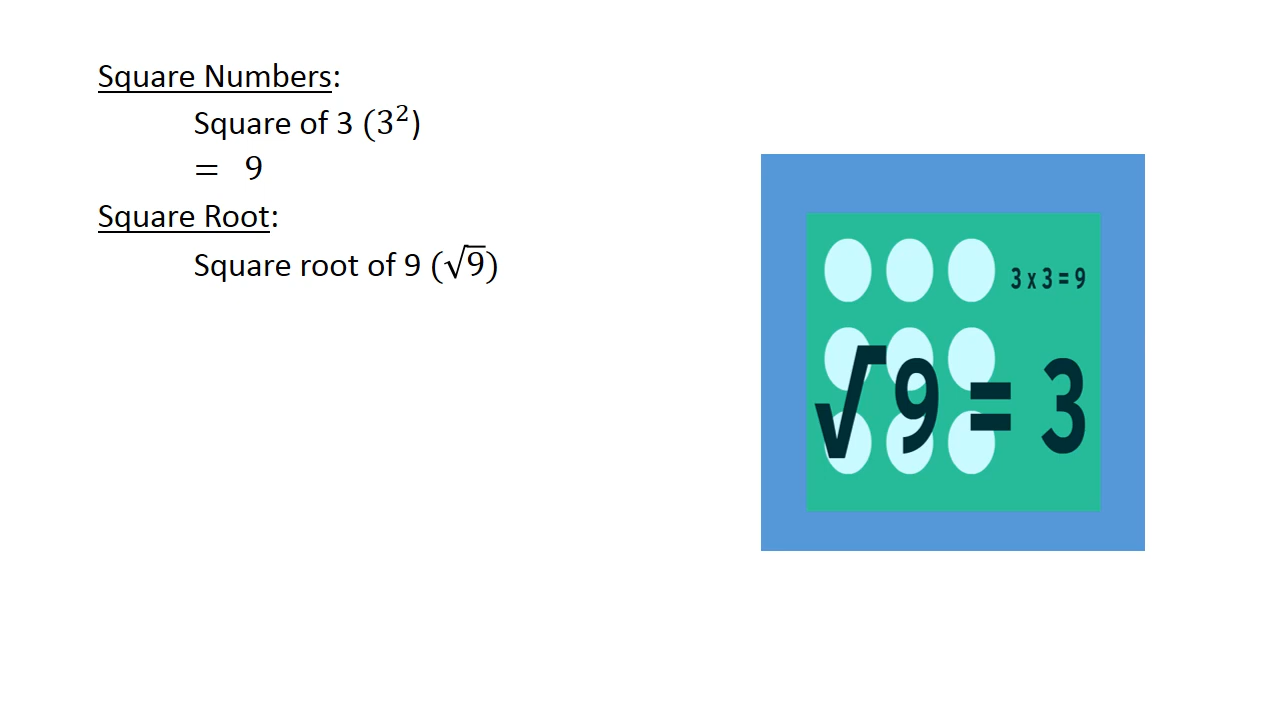 Square Numbers:
Square of 3 (3²)
= 9
Square Root:
Square root of 9 (√9)
3 x 3 = 9
√9 = 3